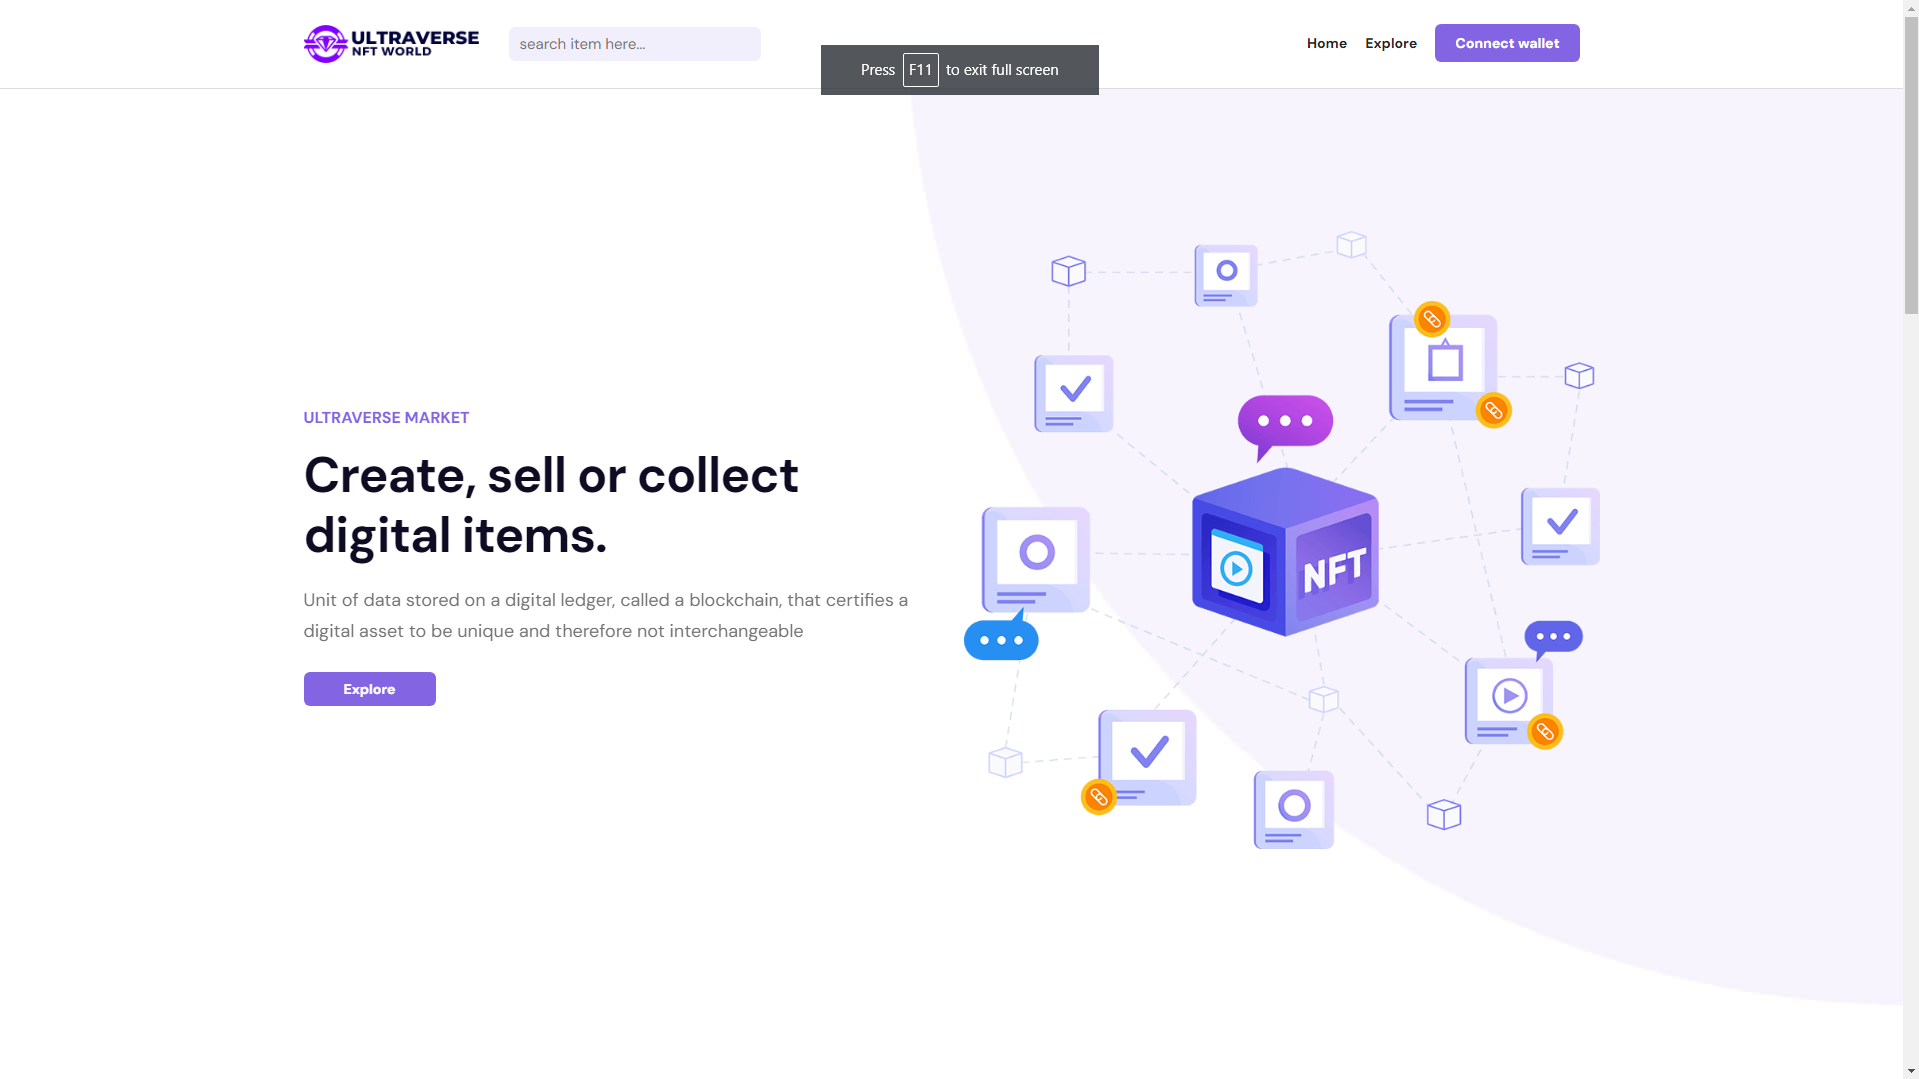 ULTRAVERSE
NFT WORLD
search item here...
Press F11 to exit full screen
Home
Explore
Connect wallet
ULTRAVERSE MARKET
Create, sell or collect
digital items.
Unit of data stored on a digital ledger, called a blockchain, that certifies a
digital asset to be unique and therefore not interchangeable
Explore
NFT